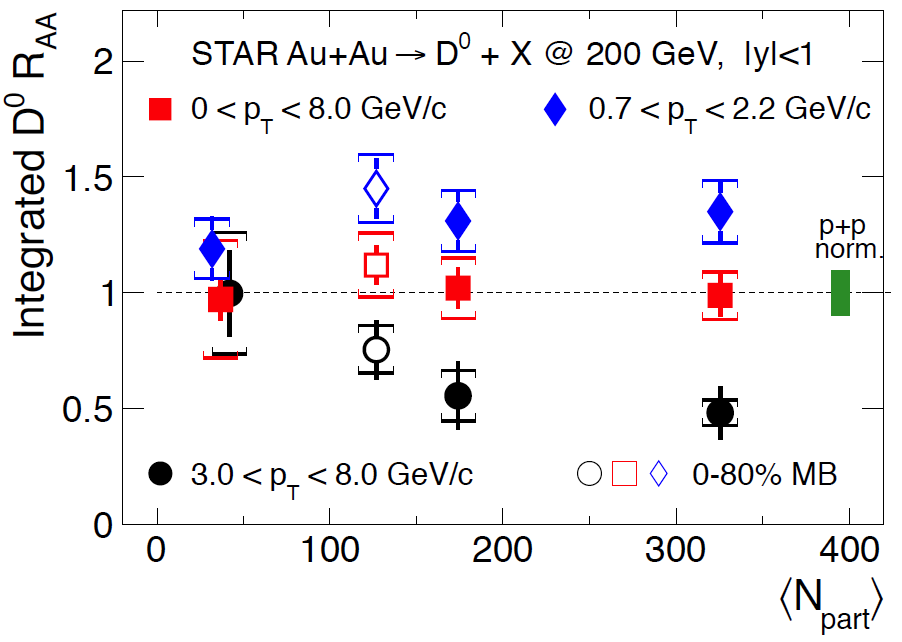 Integrated D⁰ R_AA
STAR Au+Au → D⁰ + X @ 200 GeV, |y|<1
0 < p_T < 8.0 GeV/c
0.7 < p_T < 2.2 GeV/c
p+p
norm.
3.0 < p_T < 8.0 GeV/c
0-80% MB
2
1.5
1
0.5
0
0 100 200 300 400
⟨N_part⟩